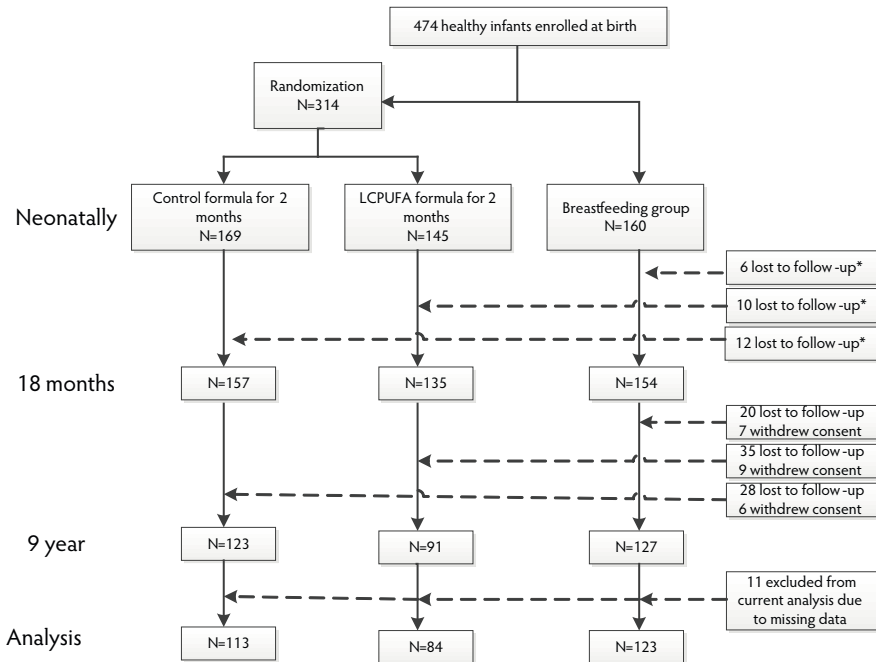 474 healthy infants enrolled at birth
Randomization
N=314
Neonatally
Control formula for 2
months
N=169
LCPUFA formula for 2
months
N=145
Breastfeeding group
N=160
6 lost to follow -up*
10 lost to follow -up*
12 lost to follow -up*
18 months
N=157
N=135
N=154
20 lost to follow -up
7 withdrew consent
35 lost to follow -up
9 withdrew consent
28 lost to follow -up
6 withdrew consent
9 year
N=123
N=91
N=127
11 excluded from
current analysis due
to missing data
Analysis
N=113
N=84
N=123